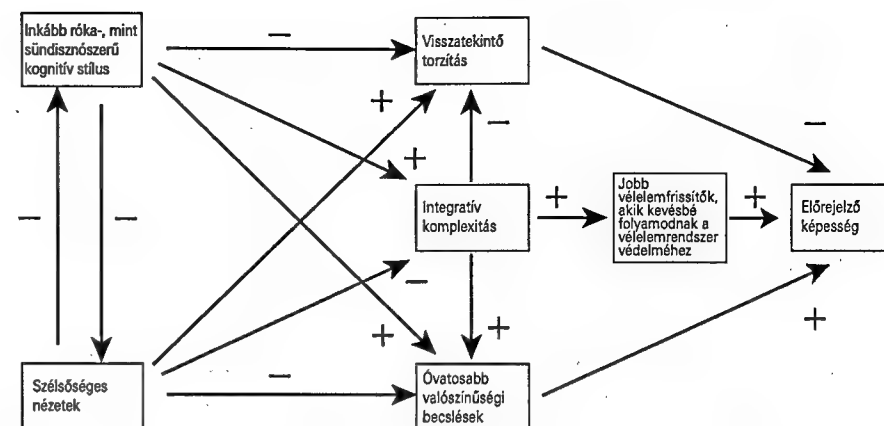 Inkább róka-, mint
sündisznószerű
kognitív stílus
Visszatekintő
torzítás
Integratív
komplexitás
Jobb
vélelemfrissítők,
akik kevésbé
folyamodnak a
vélelemrendszer
védelméhez
Előrejelző
képesség
Szélsőséges
nézetek
Óvatosabb
valószínűségi
becslések
−
+
+
−
−
−
−
+
+
−
+
+
−
−
+